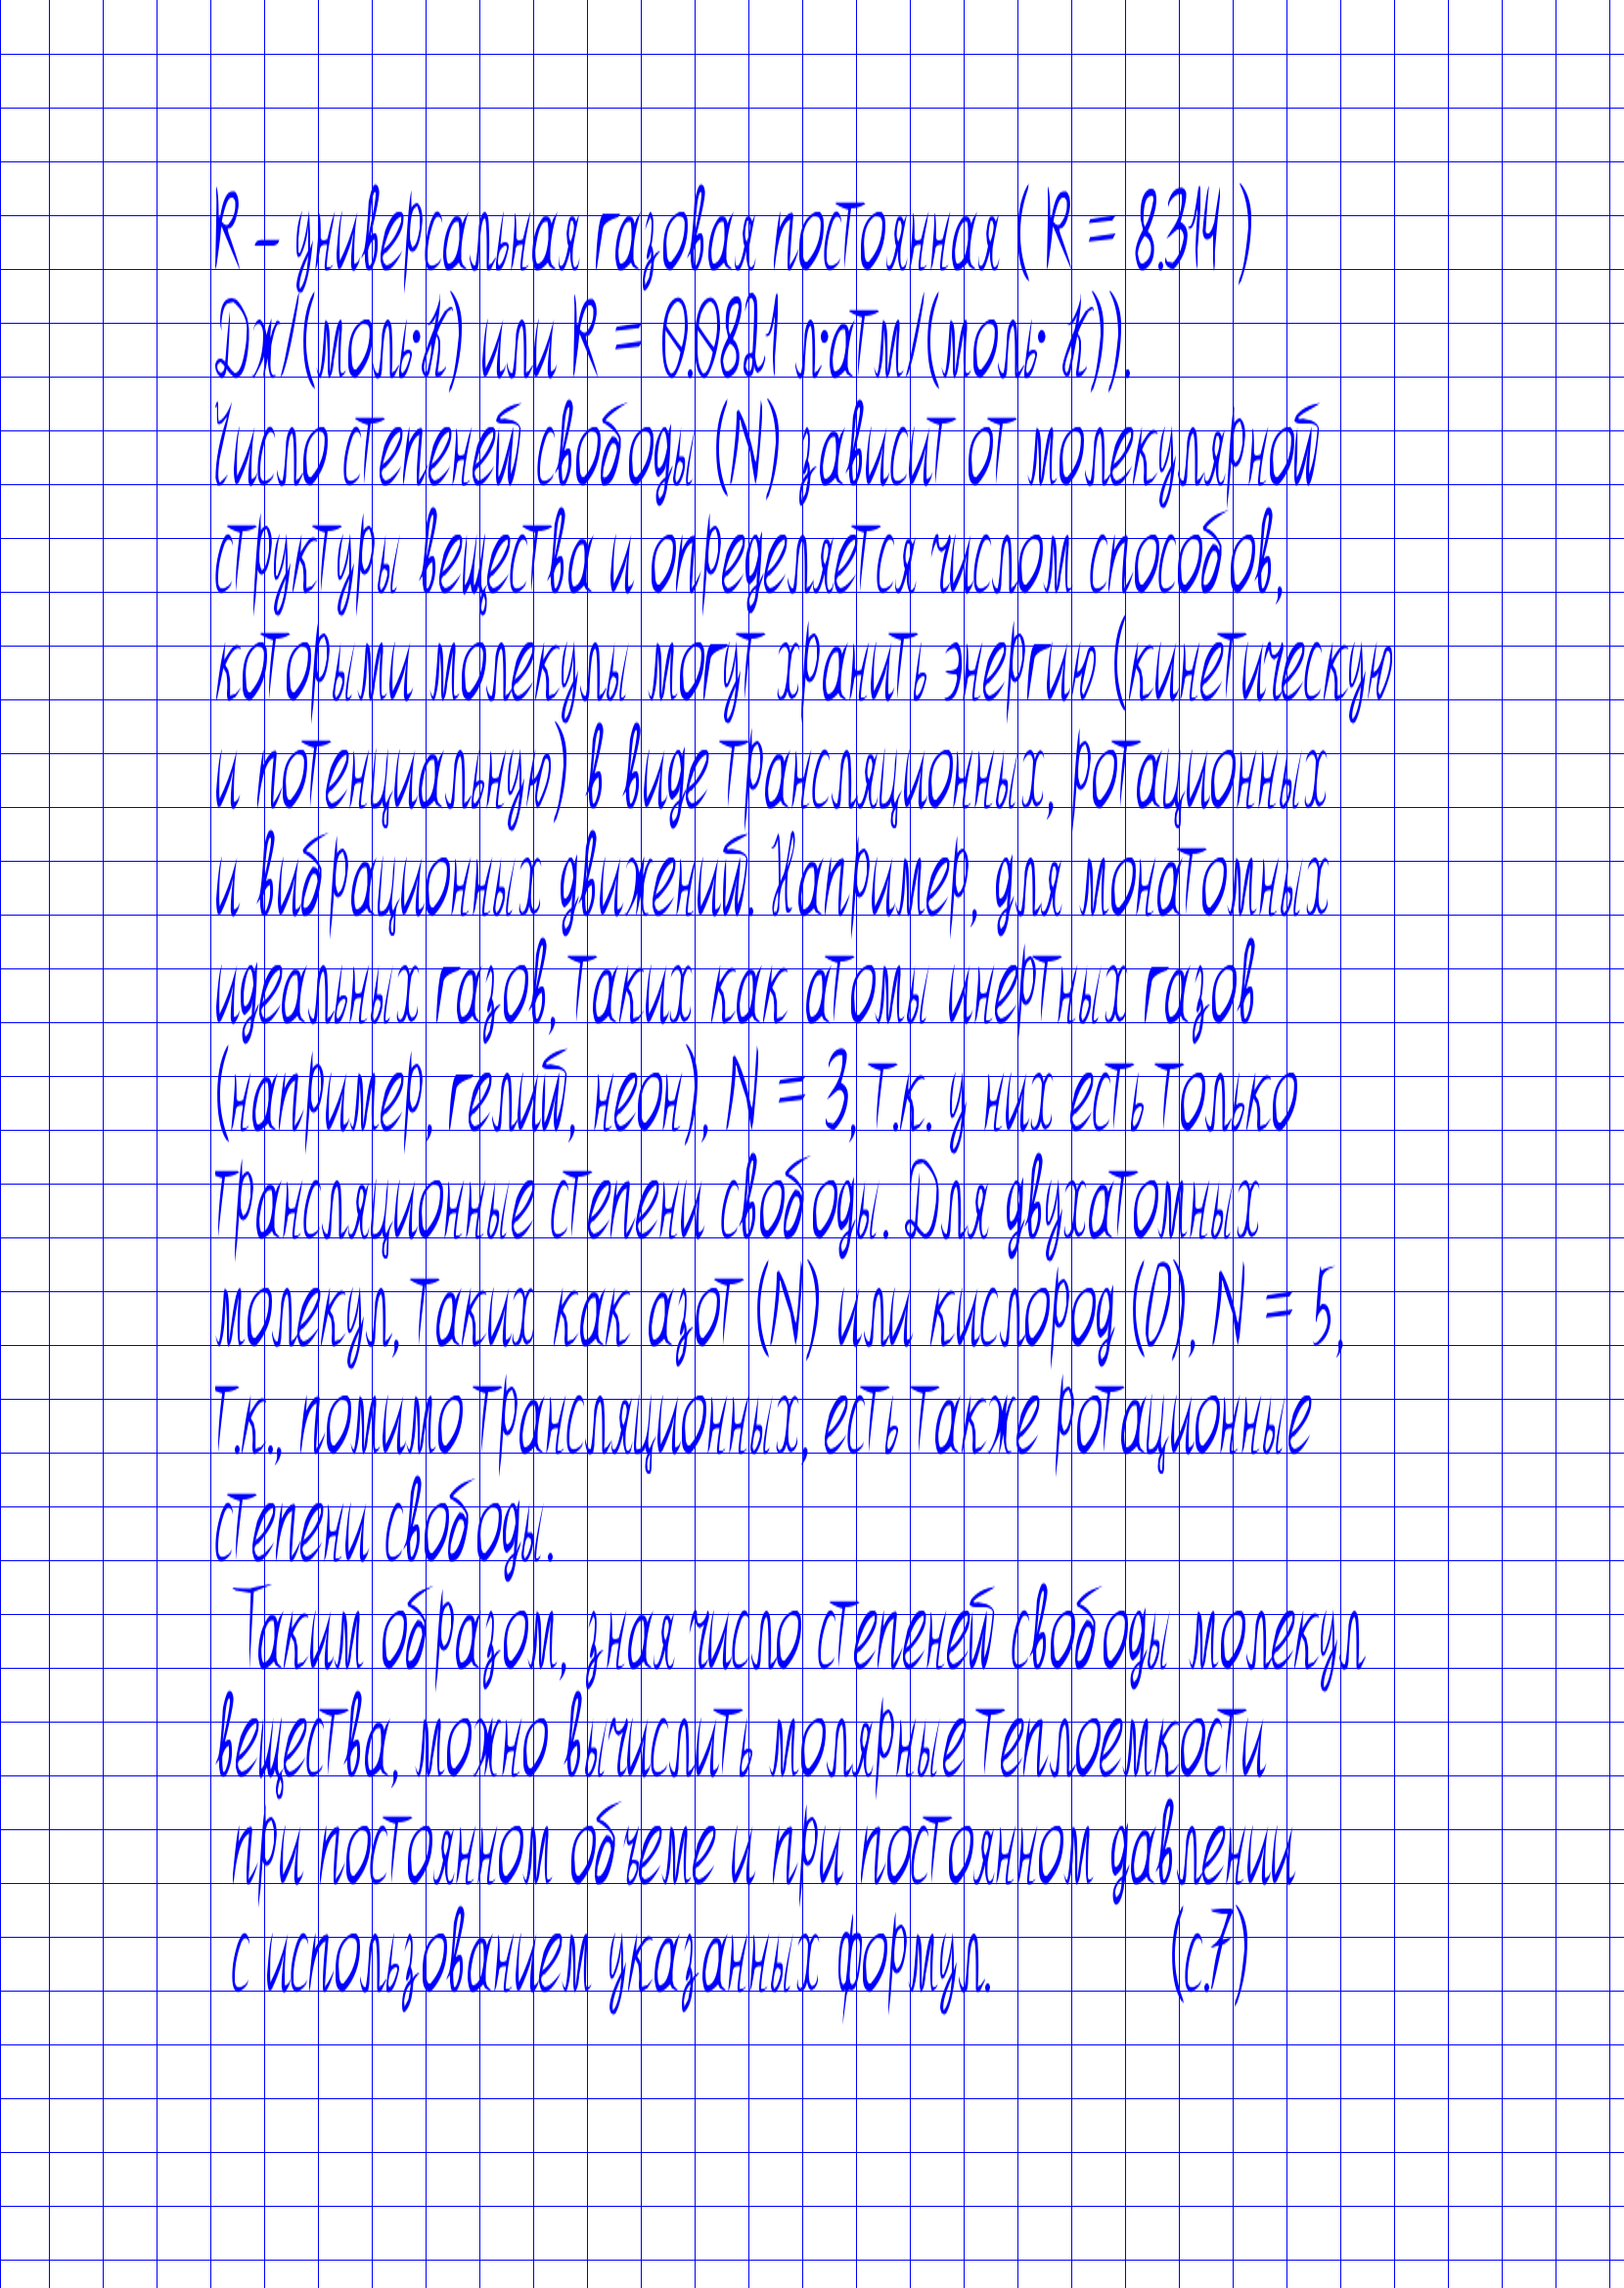 R - универсальная газовая постоянная ( R = 8.314 )
Дж/(моль·К) или R = 0.0821 л·атм/(моль· К)).
Число степеней свободы (N) зависит от молекулярной
структуры вещества и определяется числом способов,
которыми молекулы могут хранить энергию (кинетическую
и потенциальную) в виде трансляционных, ротационных
и вибрационных движений. Например, для монатомных
идеальных газов, таких как атомы инертных газов
(например, гелий, неон), N = 3, т.к. у них есть только
трансляционные степени свободы. Для двухатомных
молекул, таких как азот (N) или кислород (O), N = 5,
т.к., помимо трансляционных, есть также ротационные
степени свободы.
Таким образом, зная число степеней свободы молекул
вещества, можно вычислить молярные теплоемкости
при постоянном объеме и при постоянном давлении
с использованием указанных формул. (с.7)